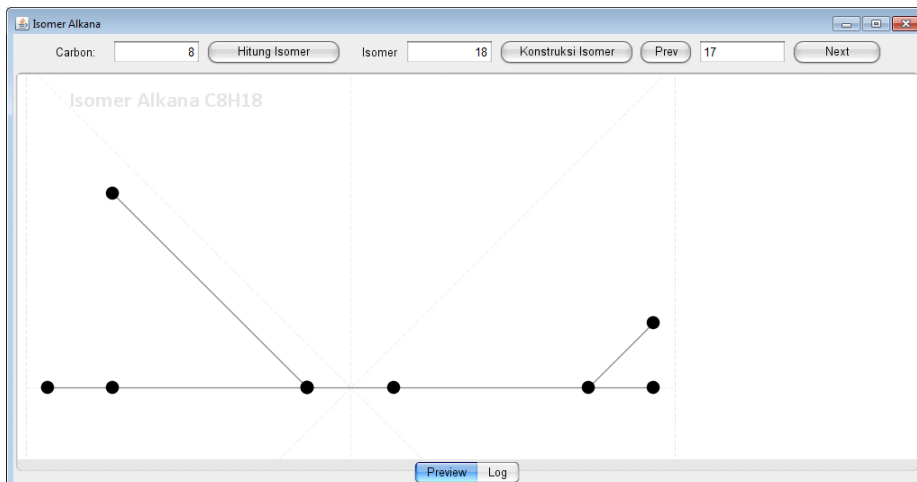 Isomer Alkana
Carbon: 8 Hitung Isomer Isomer 18 Konstruksi Isomer Prev 17 Next
Isomer Alkana C8H18
Preview Log